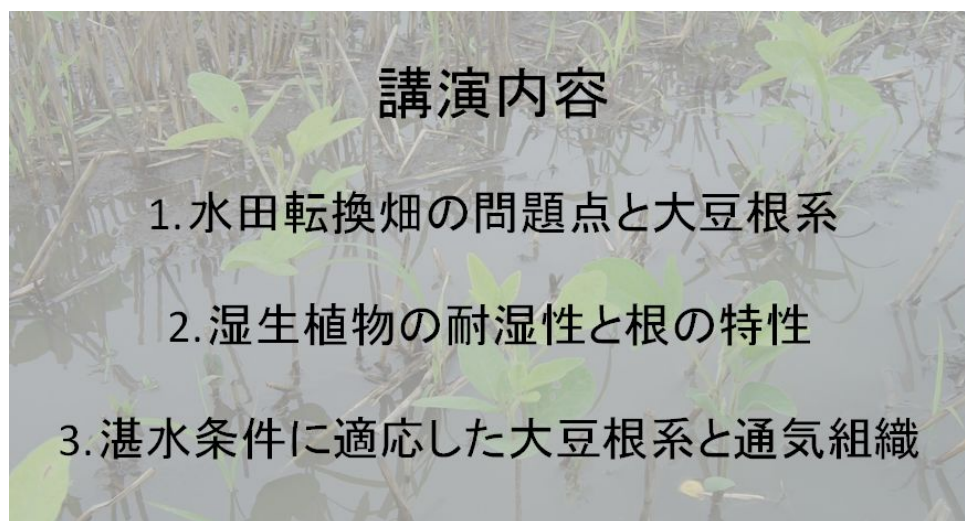 講演内容
1.水田転換畑の問題点と大豆根系
2.湿生植物の耐湿性と根の特性
3.湛水条件に適応した大豆根系と通気組織